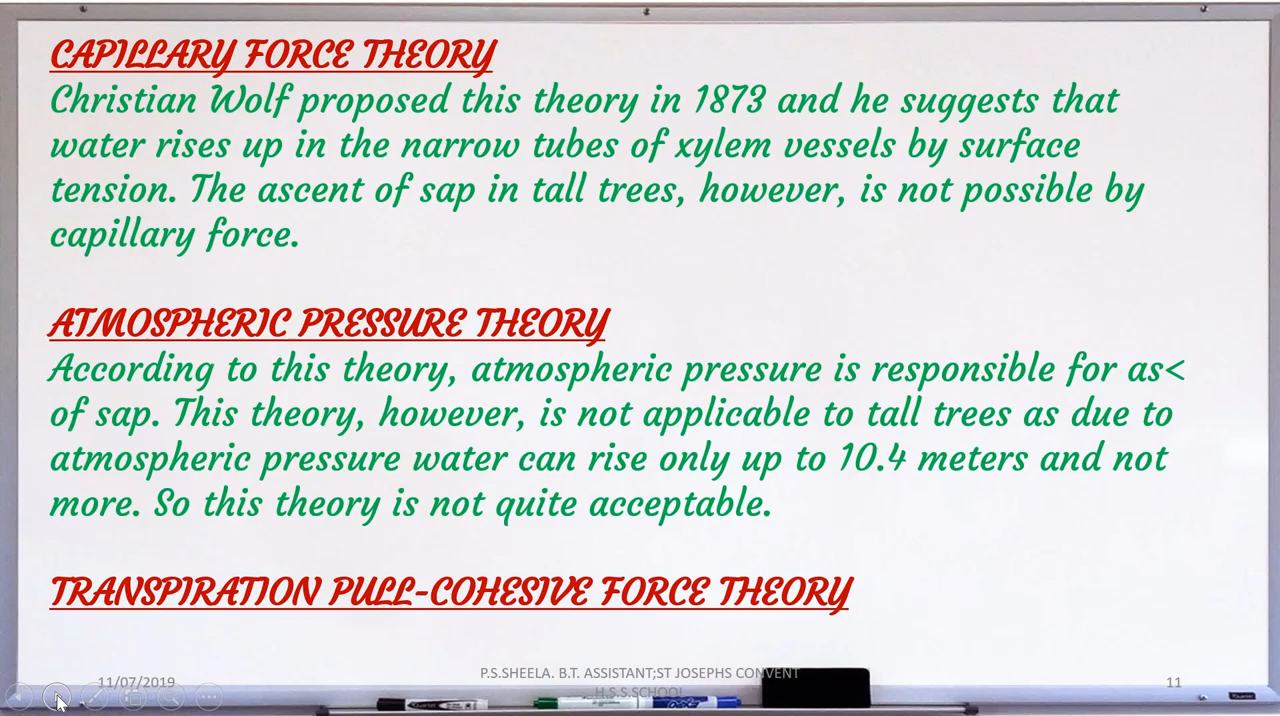 CAPILLARY FORCE THEORY
Christian Wolf proposed this theory in 1873 and he suggests that
water rises up in the narrow tubes of xylem vessels by surface
tension. The ascent of sap in tall trees, however, is not possible by
capillary force.
ATMOSPHERIC PRESSURE THEORY
According to this theory, atmospheric pressure is responsible for as<
of sap. This theory, however, is not applicable to tall trees as due to
atmospheric pressure water can rise only up to 10.4 meters and not
more. So this theory is not quite acceptable.
TRANSPIRATION PULL-COHESIVE FORCE THEORY
11/07/2019
P.S.SHEELA. B.T. ASSISTANT;ST JOSEPHS CONVENT
H.S.S.SCHOOL
11